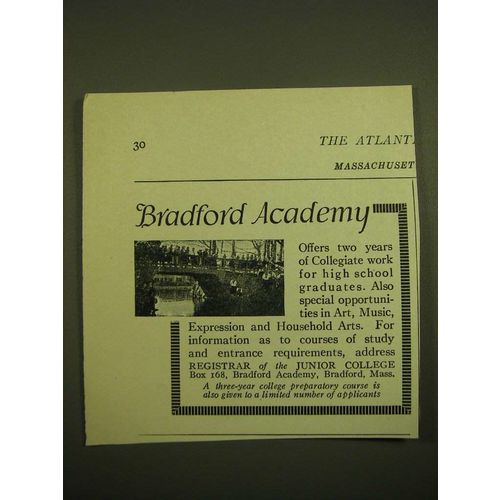 30
THE ATLANT
MASSACHUSET
Bradford Academy
Offers two years
of Collegiate work
for high school
graduates. Also
special opportuni-
ties in Art, Music,
Expression and Household Arts. For
information as to courses of study
and entrance requirements, address
REGISTRAR of the JUNIOR COLLEGE
Box 168, Bradford Academy, Bradford, Mass.
A three-year college preparatory course is
also given to a limited number of applicants